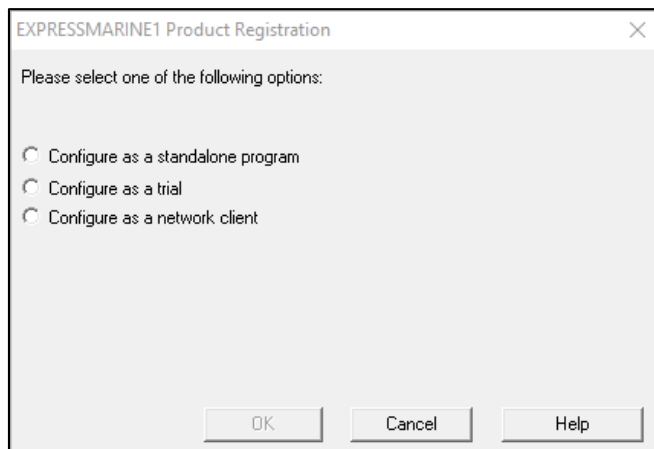 EXPRESSMARINE1 Product Registration
Please select one of the following options:
Configure as a standalone program
Configure as a trial
Configure as a network client
OK Cancel Help